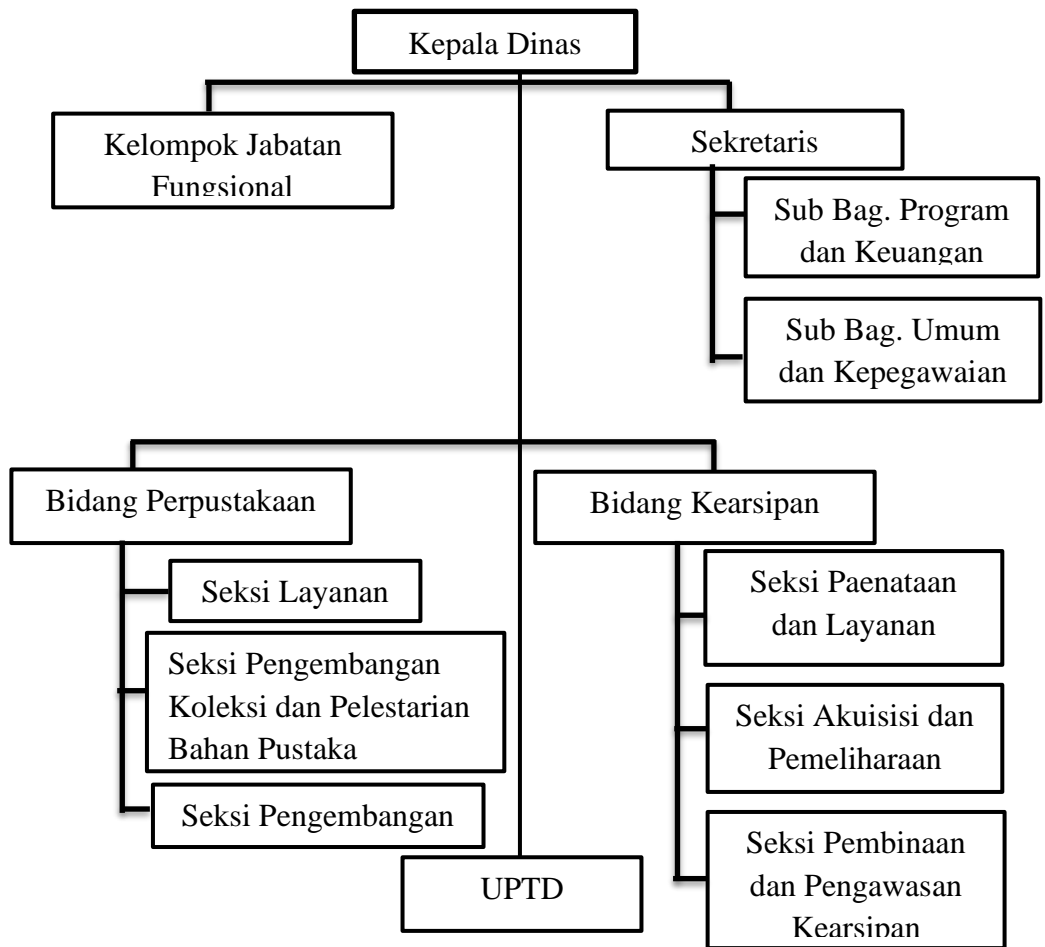 Kepala Dinas
Kelompok Jabatan
Fungsional
Sekretaris
Sub Bag. Program
dan Keuangan
Sub Bag. Umum
dan Kepegawaian
Bidang Perpustakaan
Seksi Layanan
Seksi Pengembangan
Koleksi dan Pelestarian
Bahan Pustaka
Seksi Pengembangan
Bidang Kearsipan
Seksi Paenataan
dan Layanan
Seksi Akuisisi dan
Pemeliharaan
Seksi Pembinaan
dan Pengawasan
Kearsipan
UPTD